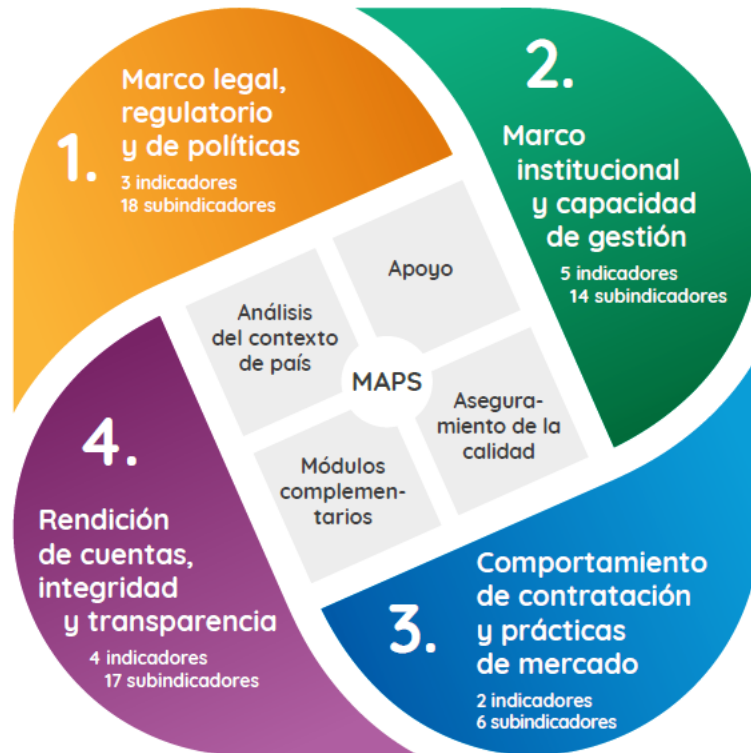 1.
Marco legal,
regulatorio
y de políticas
3 indicadores
18 subindicadores
2.
Marco
institucional
y capacidad
de gestión
5 indicadores
14 subindicadores
Apoyo
Análisis
del contexto
de país
MAPS
Asegura-
miento de la
calidad
Módulos
complemen-
tarios
4.
Rendición
de cuentas,
integridad
y transparencia
4 indicadores
17 subindicadores
3.
Comportamiento
de contratación
y prácticas
de mercado
2 indicadores
6 subindicadores